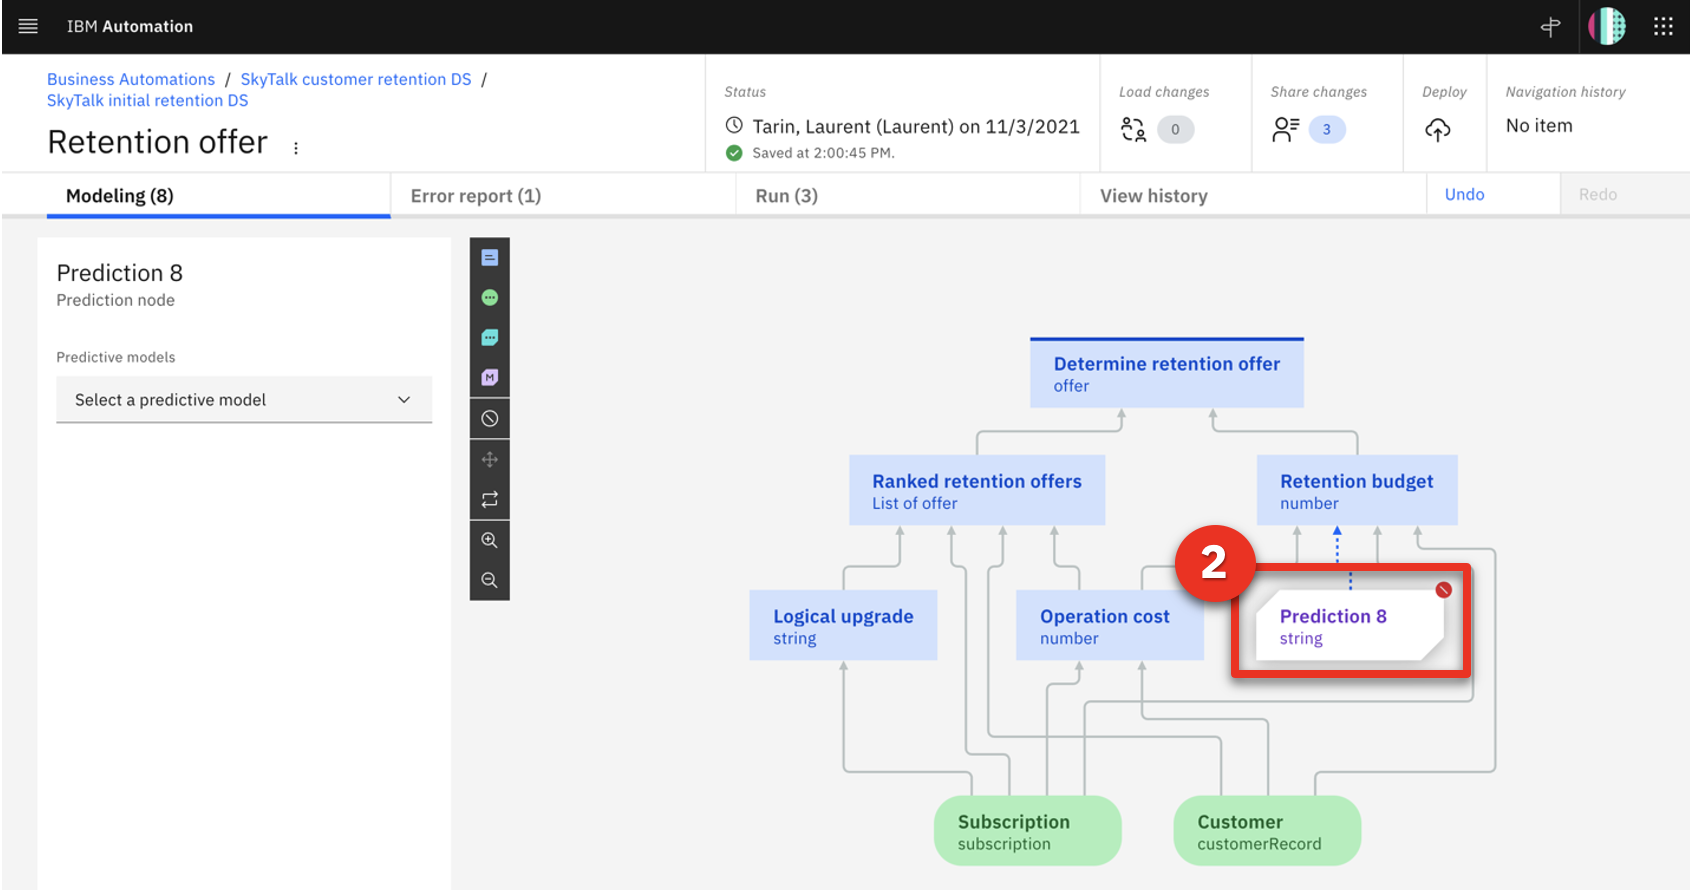 IBM Automation
Business Automations / SkyTalk customer retention DS /
SkyTalk initial retention DS
Retention offer
Status
Tarin, Laurent (Laurent) on 11/3/2021
Saved at 2:00:45 PM.
Load changes
0
Share changes
3
Deploy
Navigation history
No item
Modeling (8)
Error report (1)
Run (3)
View history
Undo
Redo
Prediction 8
Prediction node
Predictive models
Select a predictive model
M
Determine retention offer
offer
Ranked retention offers
List of offer
Retention budget
number
2
Logical upgrade
string
Operation cost
number
Prediction 8
string
Subscription
subscription
Customer
customerRecord